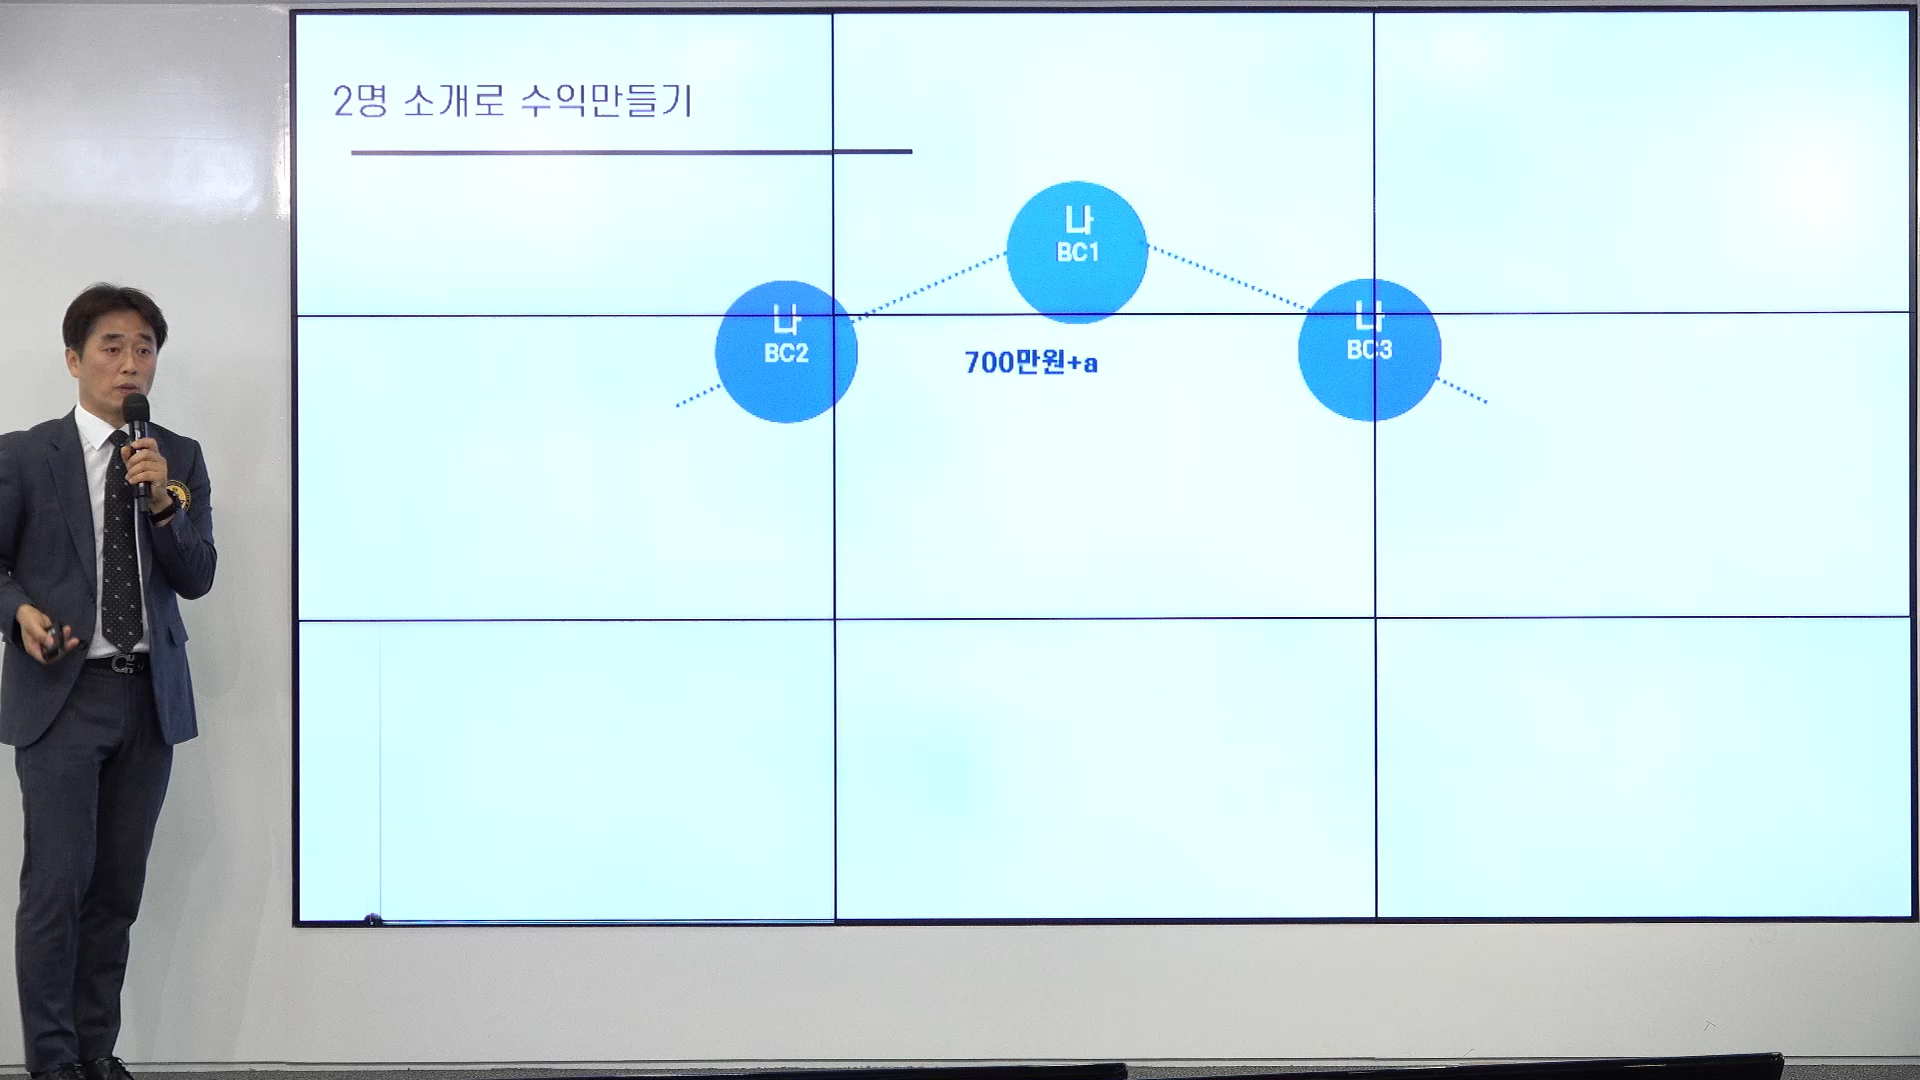 2명 소개로 수익만들기
나
BC1
나
BC2
나
BC3
700만원+a